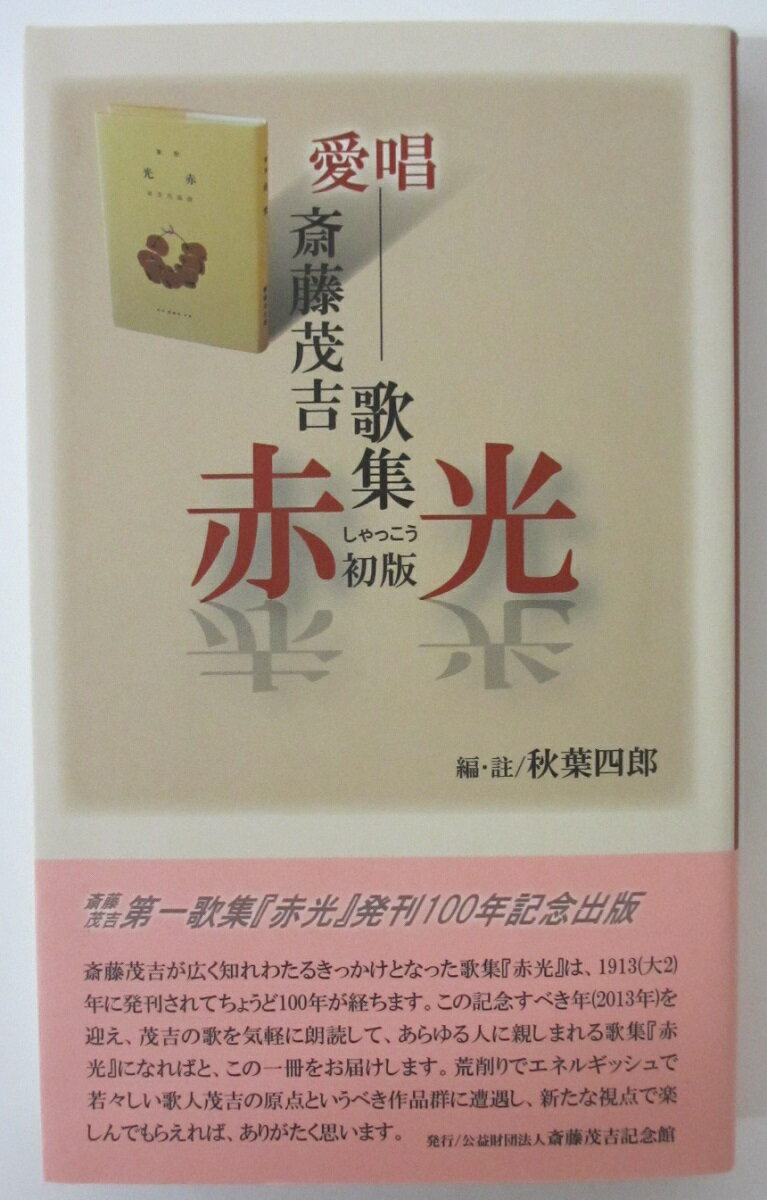 愛唱
斎藤茂吉
歌集
赤光
しゃっこう
初版
赤光
編・註/秋葉四郎
斎藤茂吉第一歌集『赤光』発刊100年記念出版
斎藤茂吉が広く知れわたるきっかけとなった歌集『赤光』は、1913(大2)
年に発刊されてちょうど100年が経ちます。この記念すべき年(2013年)を
迎え、茂吉の歌を気軽に朗読して、あらゆる人に親しまれる歌集『赤
光』になればと、この一冊をお届けします。荒削りでエネルギッシュで
若々しい歌人茂吉の原点というべき作品群に遭遇し、新たな視点で楽
しんでもらえれば、ありがたく思います。 発行/公益財団法人斎藤茂吉記念館